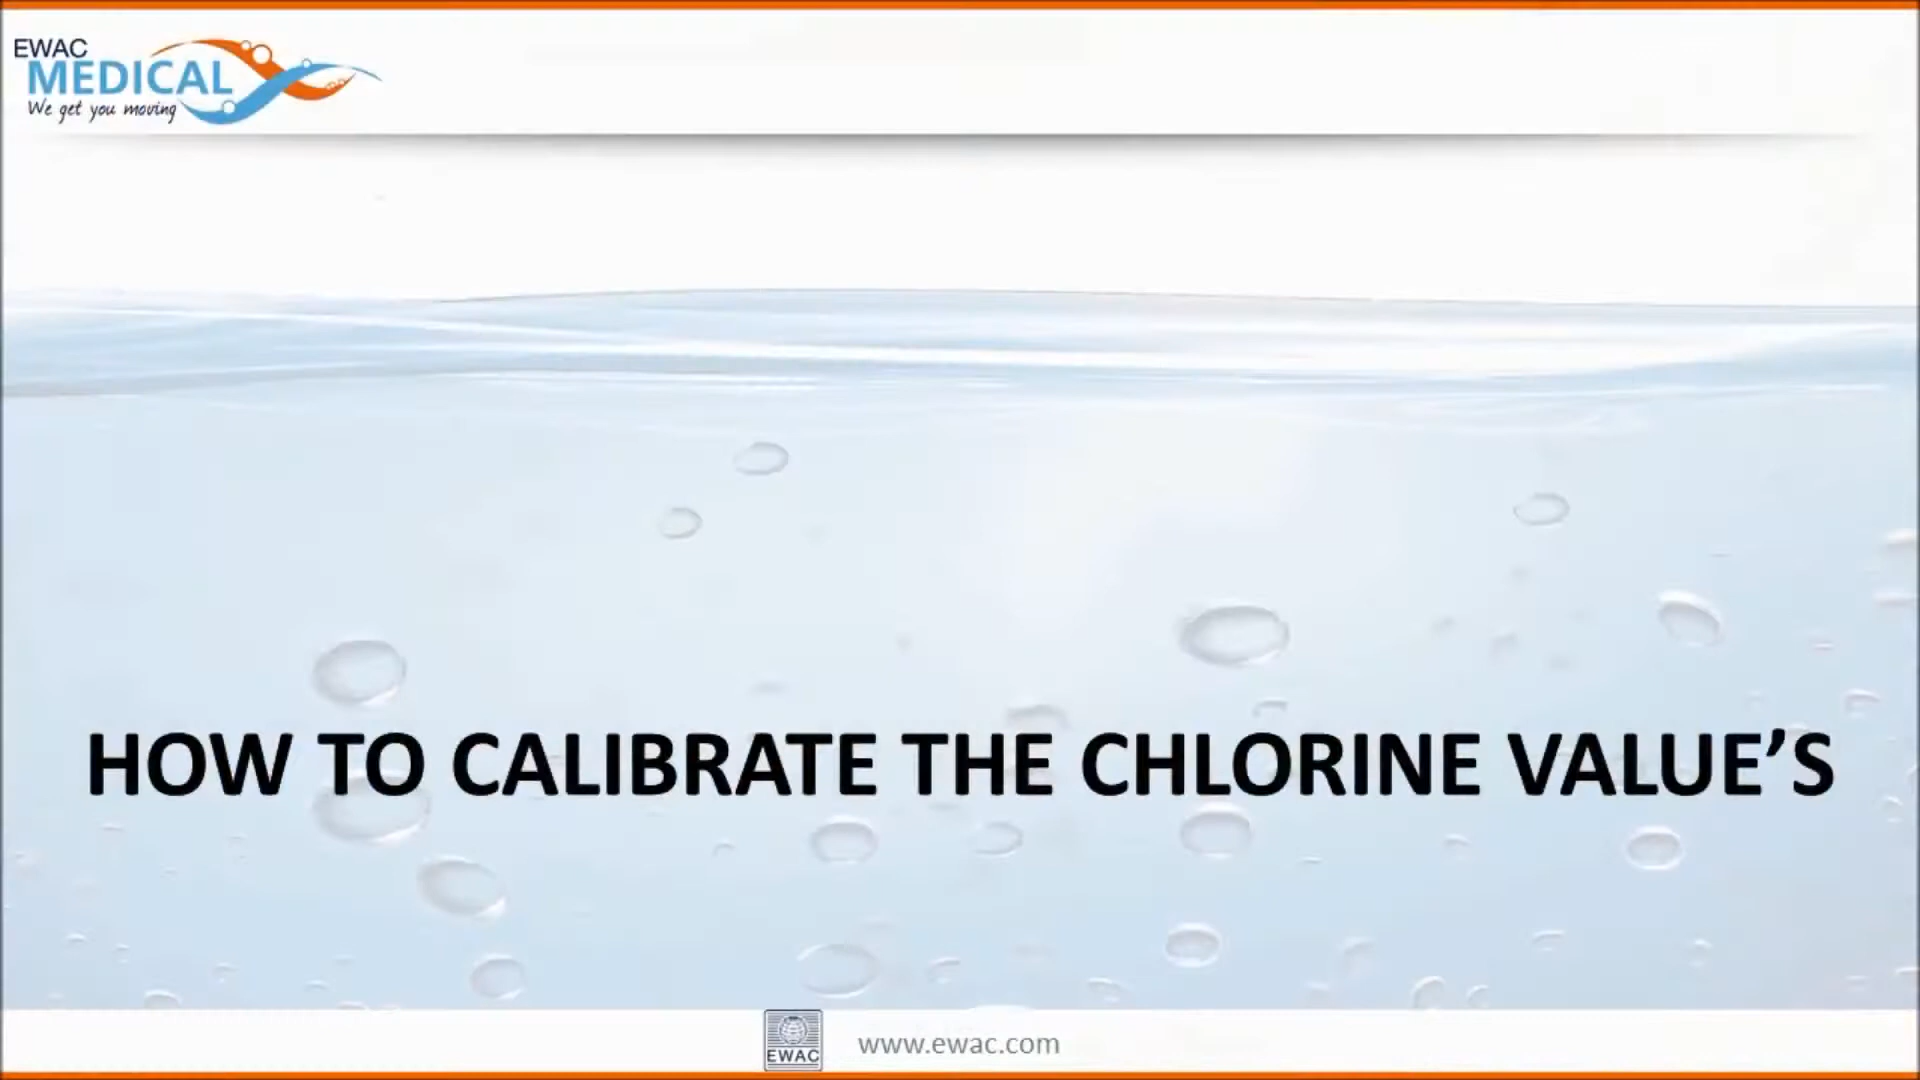 EWAC
MEDICAL
We get you moving
HOW TO CALIBRATE THE CHLORINE VALUE’S
EWAC
www.ewac.com